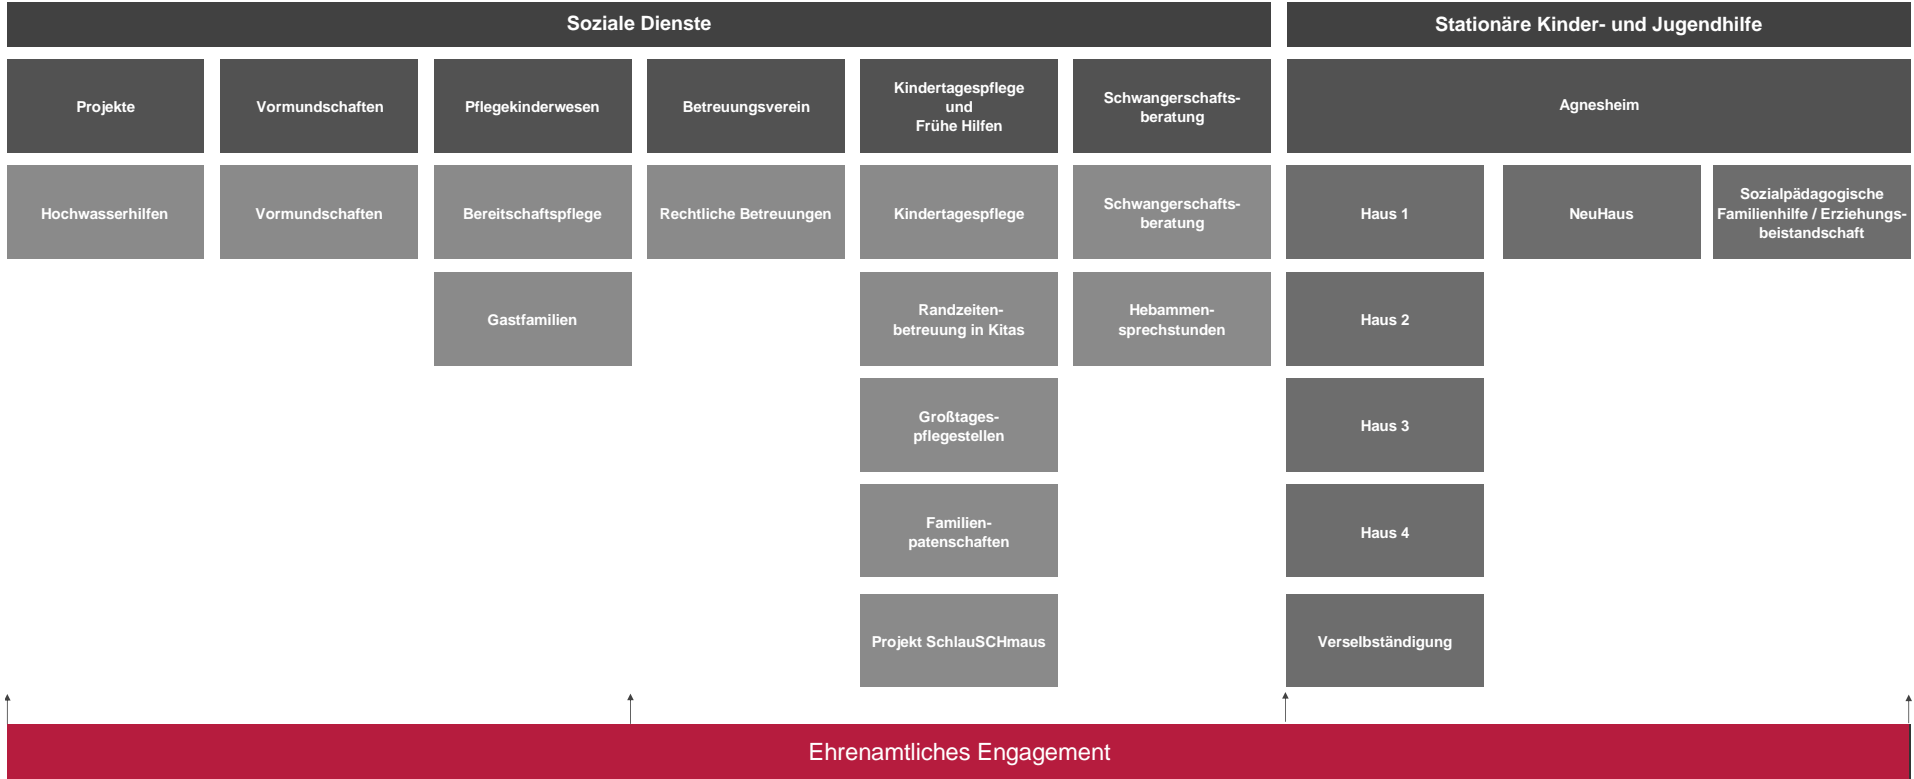 Soziale Dienste
Stationäre Kinder- und Jugendhilfe
Projekte
Vormundschaften
Pflegekinderwesen
Betreuungsverein
Kindertagespflege
und
Frühe Hilfen
Schwangerschafts-
beratung
Agnesheim
Hochwasserhilfen
Vormundschaften
Bereitschaftspflege
Rechtliche Betreuungen
Kindertagespflege
Schwangerschafts-
beratung
Haus 1
NeuHaus
Sozialpädagogische
Familienhilfe / Erziehungs-
beistandschaft
Gastfamilien
Randzeiten-
betreuung in Kitas
Hebammen-
sprechstunden
Haus 2
Großtages-
pflegestellen
Haus 3
Familien-
patenschaften
Haus 4
Projekt SchlauSCHmaus
Verselbständigung
Ehrenamtliches Engagement